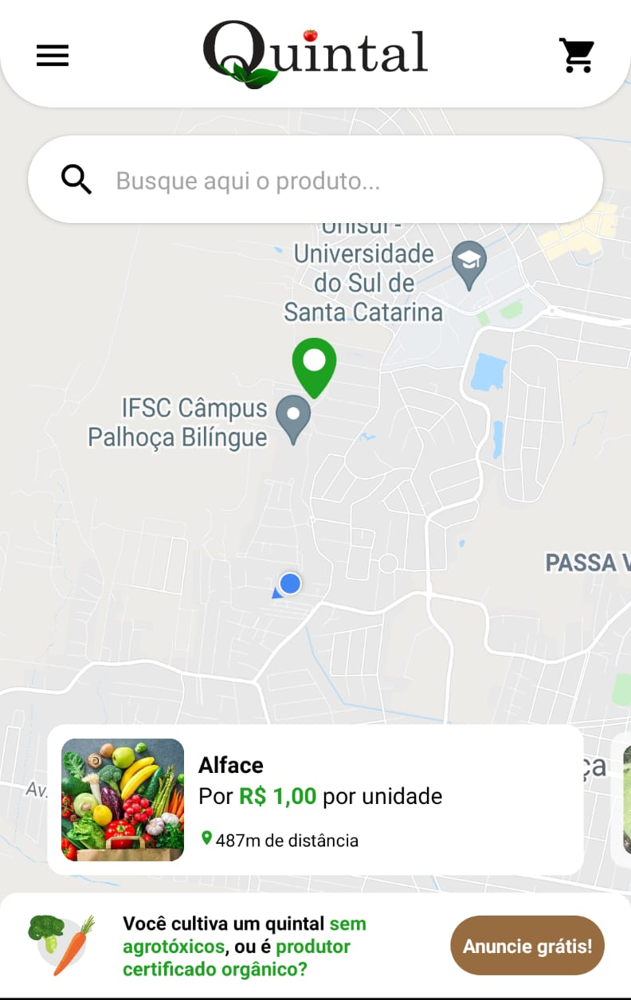 Quintal
Busque aqui o produto...
Unisul -
Universidade
do Sul de
Santa Catarina
IFSC Câmpus
Palhoça Bilíngue
PASSA V
Alface
Por R$ 1,00 por unidade
487m de distância
ça
Av.
Você cultiva um quintal sem
agrotóxicos, ou é produtor
certificado orgânico?
Anuncie grátis!